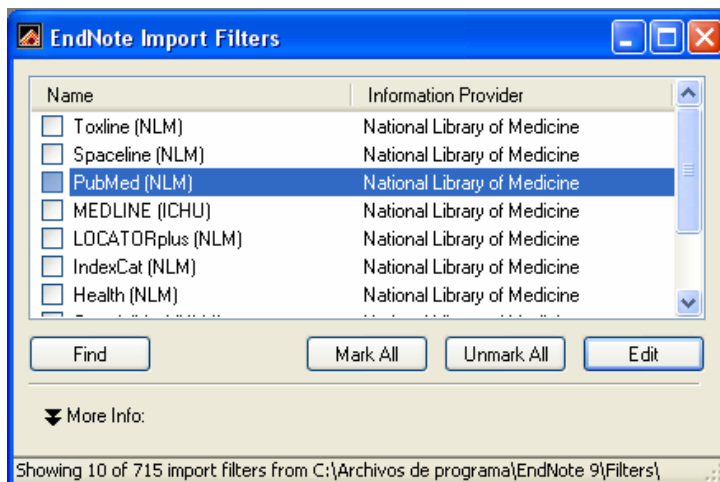 EndNote Import Filters
Name Information Provider
Toxline (NLM) National Library of Medicine
Spaceline (NLM) National Library of Medicine
PubMed (NLM) National Library of Medicine
MEDLINE (ICHU) National Library of Medicine
LOCATORplus (NLM) National Library of Medicine
IndexCat (NLM) National Library of Medicine
Health (NLM) National Library of Medicine
Find Mark All Unmark All Edit
More Info:
Showing 10 of 715 import filters from C:\Archivos de programa\EndNote 9\Filters\